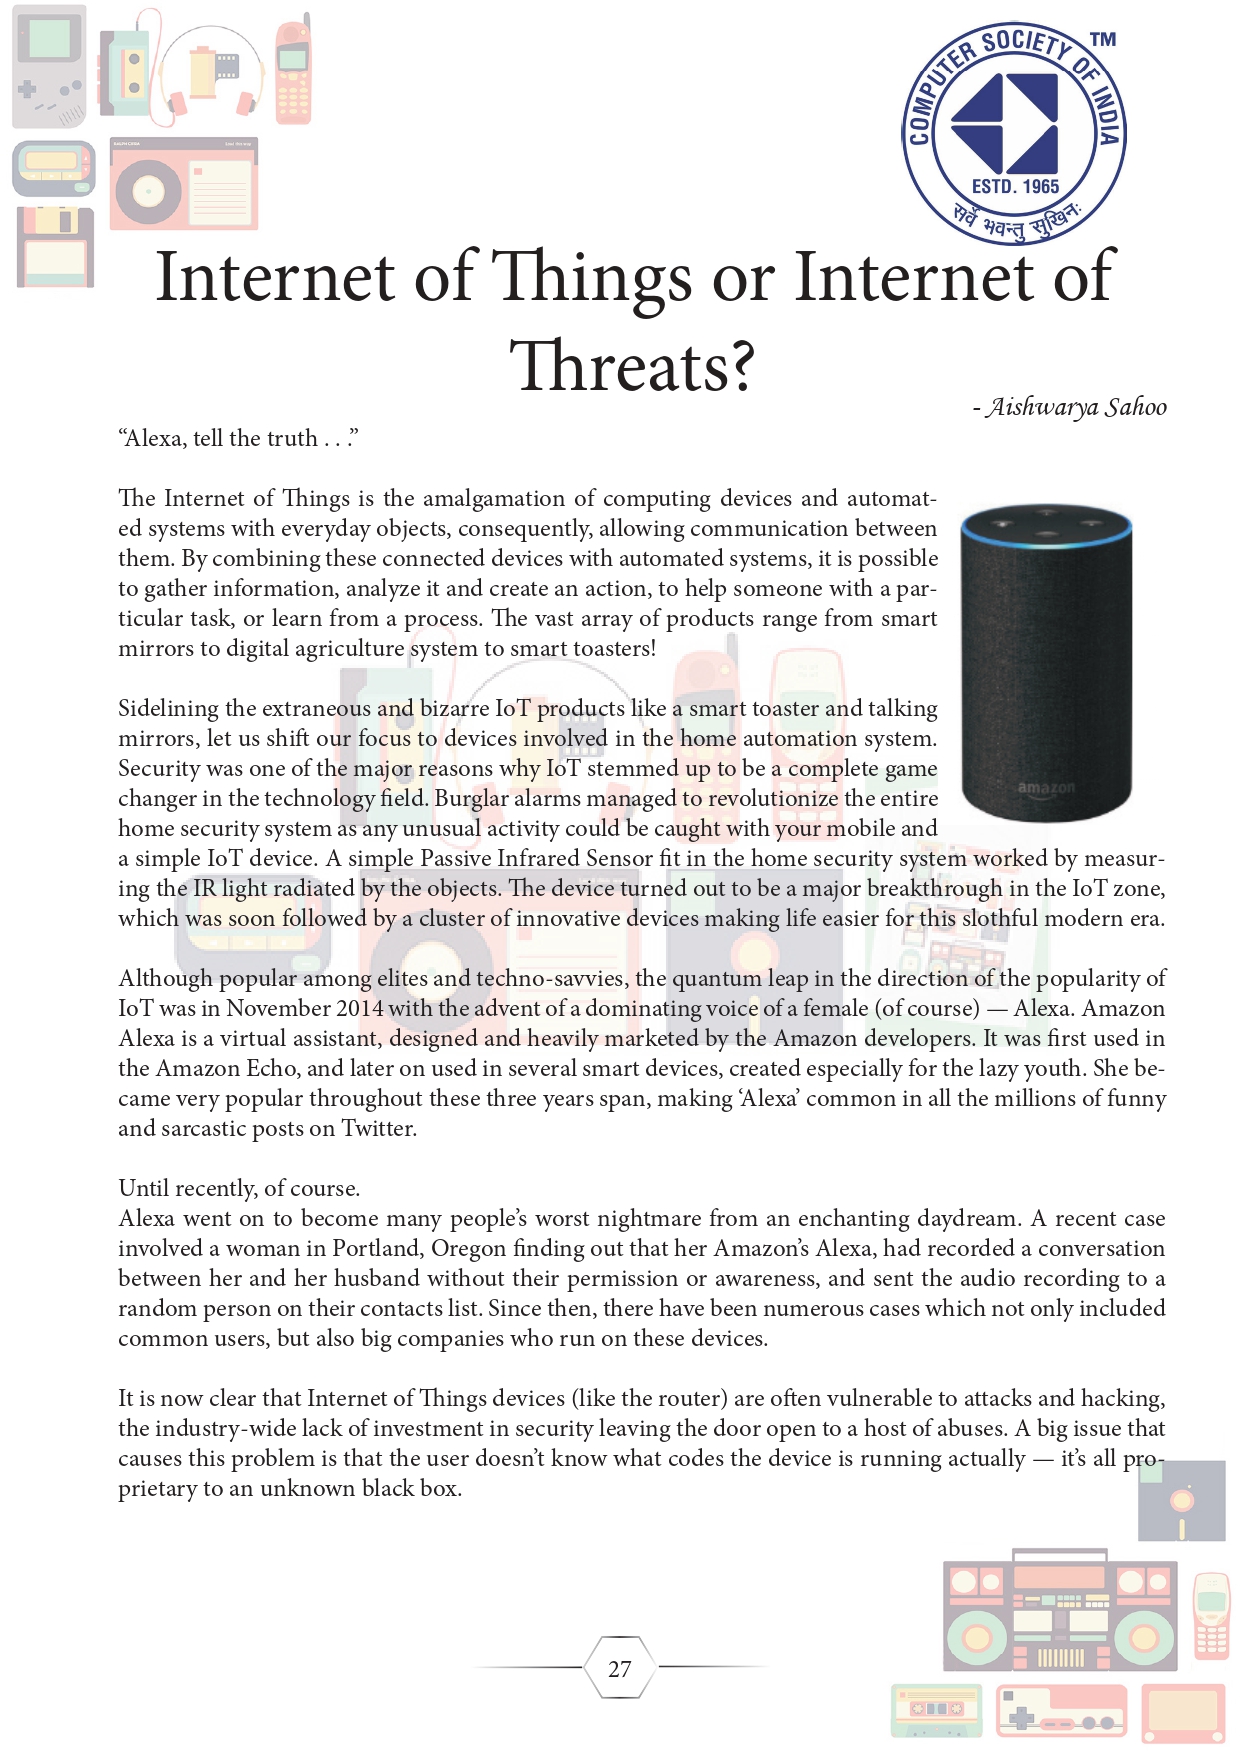 COMPUTER SOCIETY OF INDIA
TM
ESTD. 1965
सर्वे भवन्तु सुखिनः
Internet of Things or Internet of
Threats?
- Aishwarya Sahoo
“Alexa, tell the truth . . .”
The Internet of Things is the amalgamation of computing devices and automat-
ed systems with everyday objects, consequently, allowing communication between
them. By combining these connected devices with automated systems, it is possible
to gather information, analyze it and create an action, to help someone with a par-
ticular task, or learn from a process. The vast array of products range from smart
mirrors to digital agriculture system to smart toasters!
Sidelining the extraneous and bizarre IoT products like a smart toaster and talking
mirrors, let us shift our focus to devices involved in the home automation system.
Security was one of the major reasons why IoT stemmed up to be a complete game
changer in the technology field. Burglar alarms managed to revolutionize the entire
home security system as any unusual activity could be caught with your mobile and
a simple IoT device. A simple Passive Infrared Sensor fit in the home security system worked by measur-
ing the IR light radiated by the objects. The device turned out to be a major breakthrough in the IoT zone,
which was soon followed by a cluster of innovative devices making life easier for this slothful modern era.
amazon
Although popular among elites and techno-savvies, the quantum leap in the direction of the popularity of
IoT was in November 2014 with the advent of a dominating voice of a female (of course) — Alexa. Amazon
Alexa is a virtual assistant, designed and heavily marketed by the Amazon developers. It was first used in
the Amazon Echo, and later on used in several smart devices, created especially for the lazy youth. She be-
came very popular throughout these three years span, making ‘Alexa’ common in all the millions of funny
and sarcastic posts on Twitter.
Until recently, of course.
Alexa went on to become many people’s worst nightmare from an enchanting daydream. A recent case
involved a woman in Portland, Oregon finding out that her Amazon’s Alexa, had recorded a conversation
between her and her husband without their permission or awareness, and sent the audio recording to a
random person on their contacts list. Since then, there have been numerous cases which not only included
common users, but also big companies who run on these devices.
It is now clear that Internet of Things devices (like the router) are often vulnerable to attacks and hacking,
the industry-wide lack of investment in security leaving the door open to a host of abuses. A big issue that
causes this problem is that the user doesn’t know what codes the device is running actually — it’s all pro-
prietary to an unknown black box.
27